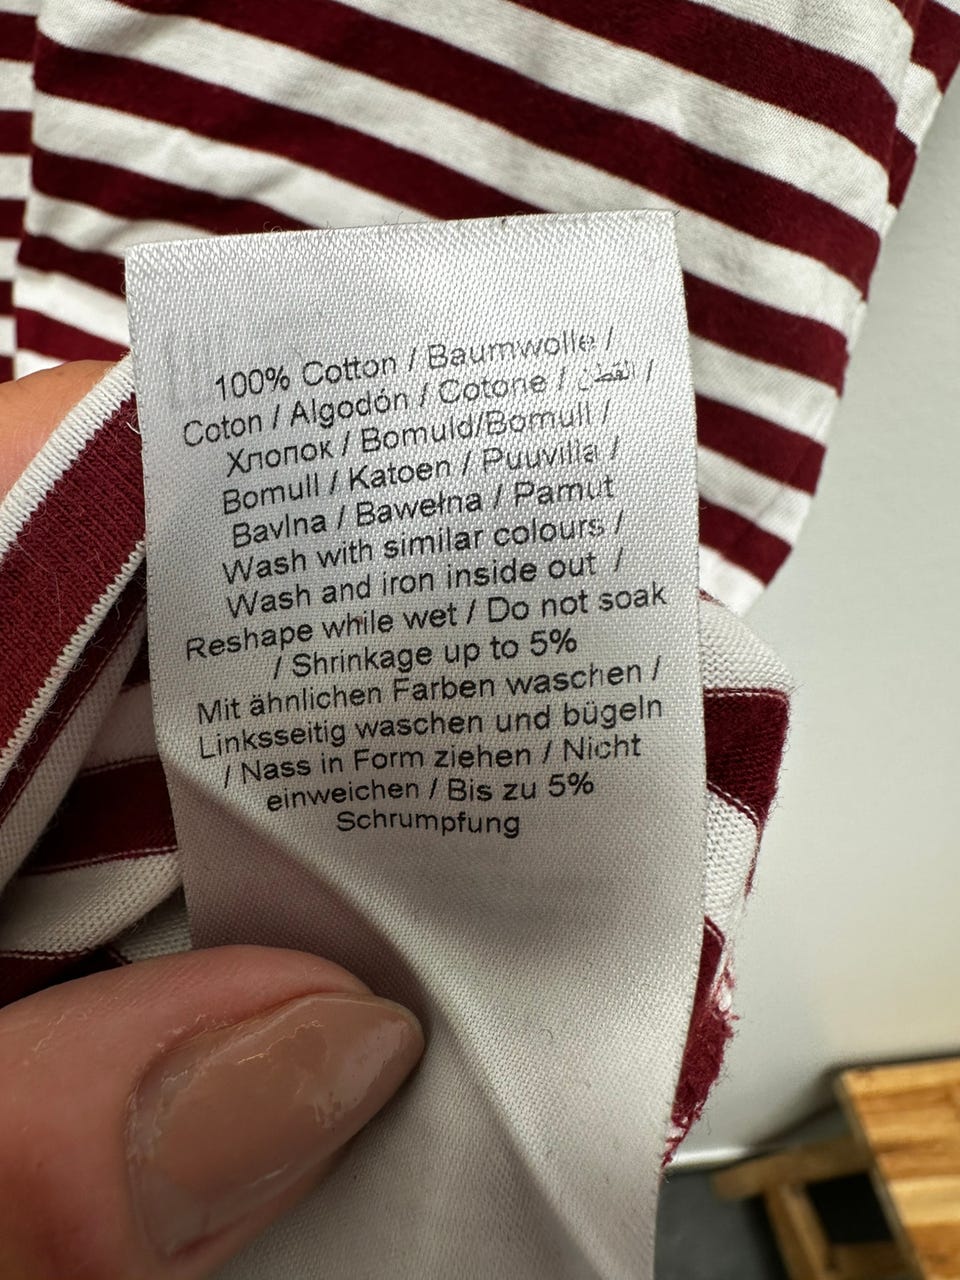 100% Cotton / Baumwolle /
Coton / Algodón / Cotone / القطن /
Хлопок / Bomuld/Bomull /
Bomull / Katoen / Puuvilla /
Bavlna / Bawełna / Pamut
Wash with similar colours /
Wash and iron inside out /
Reshape while wet / Do not soak
/ Shrinkage up to 5%
Mit ähnlichen Farben waschen /
Linksseitig waschen und bügeln
/ Nass in Form ziehen / Nicht
einweichen / Bis zu 5%
Schrumpfung